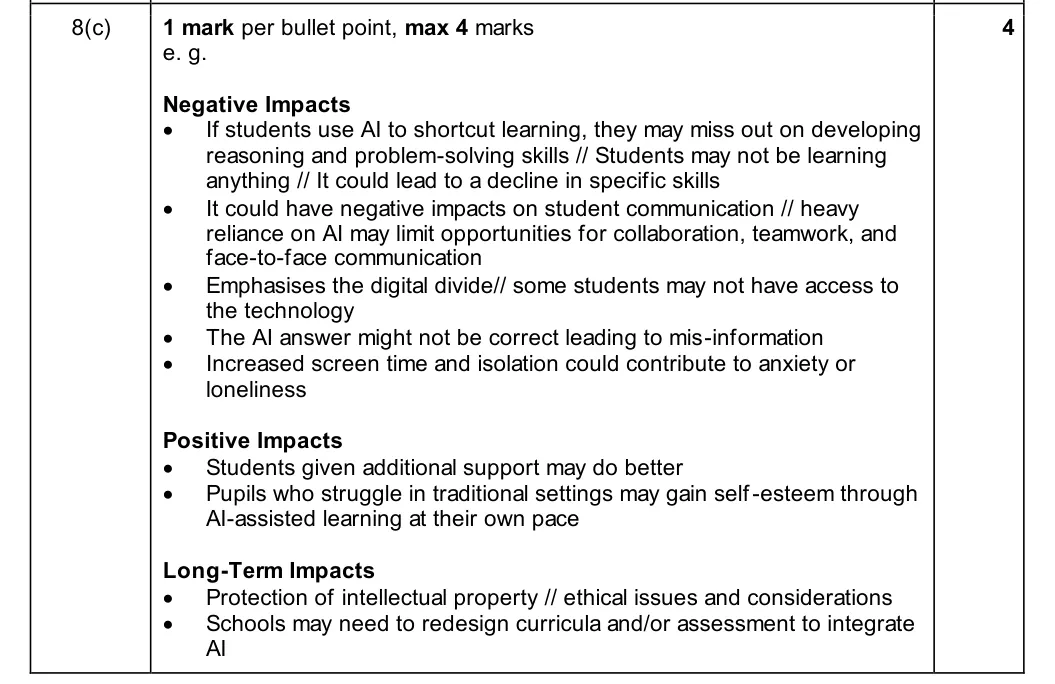 8(c) 1 mark per bullet point, max 4 marks 4
e. g.
Negative Impacts
• If students use AI to shortcut learning, they may miss out on developing
reasoning and problem-solving skills // Students may not be learning
anything // It could lead to a decline in specific skills
• It could have negative impacts on student communication // heavy
reliance on AI may limit opportunities for collaboration, teamwork, and
face-to-face communication
• Emphasises the digital divide// some students may not have access to
the technology
• The AI answer might not be correct leading to mis-information
• Increased screen time and isolation could contribute to anxiety or
loneliness
Positive Impacts
• Students given additional support may do better
• Pupils who struggle in traditional settings may gain self-esteem through
AI-assisted learning at their own pace
Long-Term Impacts
• Protection of intellectual property // ethical issues and considerations
• Schools may need to redesign curricula and/or assessment to integrate
AI